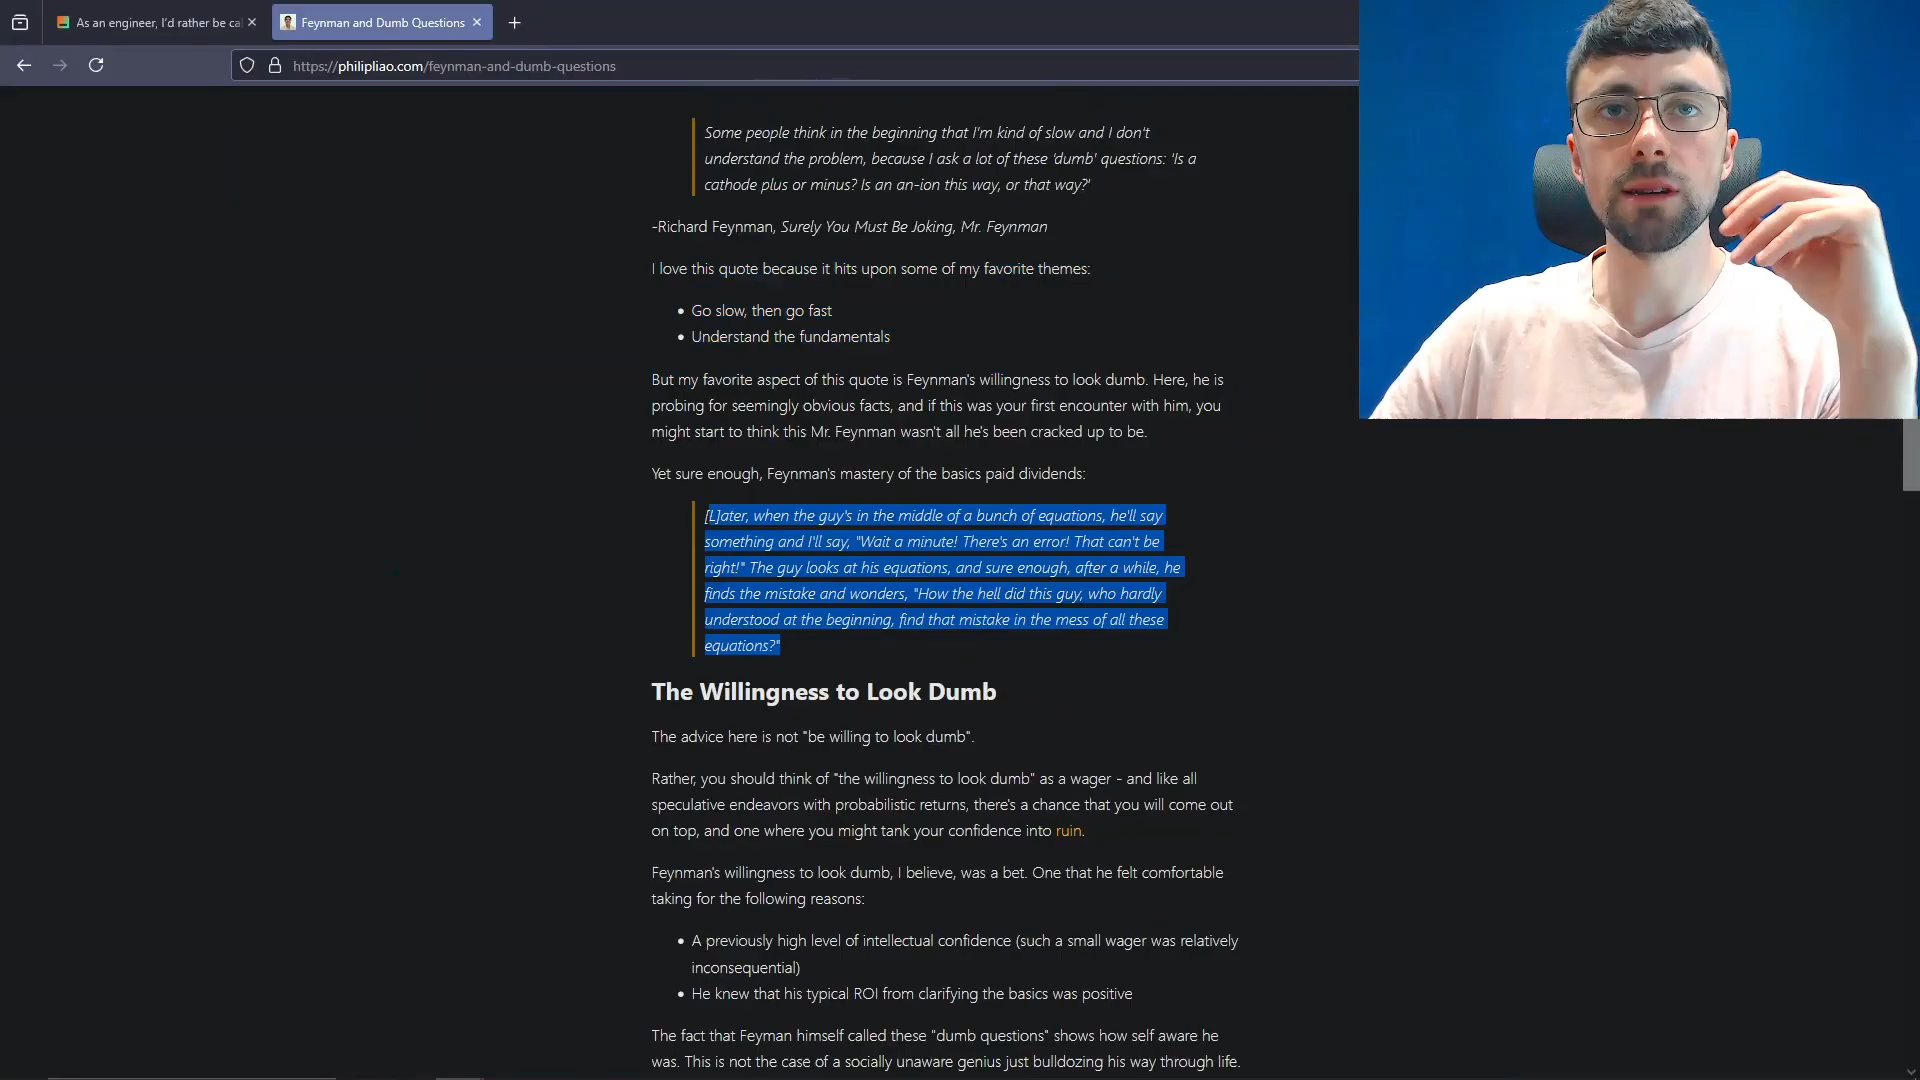 As an engineer, I'd rather be ca
Feynman and Dumb Questions
https://philipliao.com/feynman-and-dumb-questions
Some people think in the beginning that I'm kind of slow and I don't
understand the problem, because I ask a lot of these 'dumb' questions: 'Is a
cathode plus or minus? Is an an-ion this way, or that way?'
-Richard Feynman, Surely You Must Be Joking, Mr. Feynman
I love this quote because it hits upon some of my favorite themes:
• Go slow, then go fast
• Understand the fundamentals
But my favorite aspect of this quote is Feynman's willingness to look dumb. Here, he is
probing for seemingly obvious facts, and if this was your first encounter with him, you
might start to think this Mr. Feynman wasn't all he's been cracked up to be.
Yet sure enough, Feynman's mastery of the basics paid dividends:
[L]ater, when the guy's in the middle of a bunch of equations, he'll say
something and I'll say, "Wait a minute! There's an error! That can't be
right!" The guy looks at his equations, and sure enough, after a while, he
finds the mistake and wonders, "How the hell did this guy, who hardly
understood at the beginning, find that mistake in the mess of all these
equations?"
The Willingness to Look Dumb
The advice here is not "be willing to look dumb".
Rather, you should think of "the willingness to look dumb" as a wager - and like all
speculative endeavors with probabilistic returns, there's a chance that you will come out
on top, and one where you might tank your confidence into ruin.
Feynman's willingness to look dumb, I believe, was a bet. One that he felt comfortable
taking for the following reasons:
• A previously high level of intellectual confidence (such a small wager was relatively
inconsequential)
• He knew that his typical ROI from clarifying the basics was positive
The fact that Feyman himself called these "dumb questions" shows how self aware he
was. This is not the case of a socially unaware genius just bulldozing his way through life.